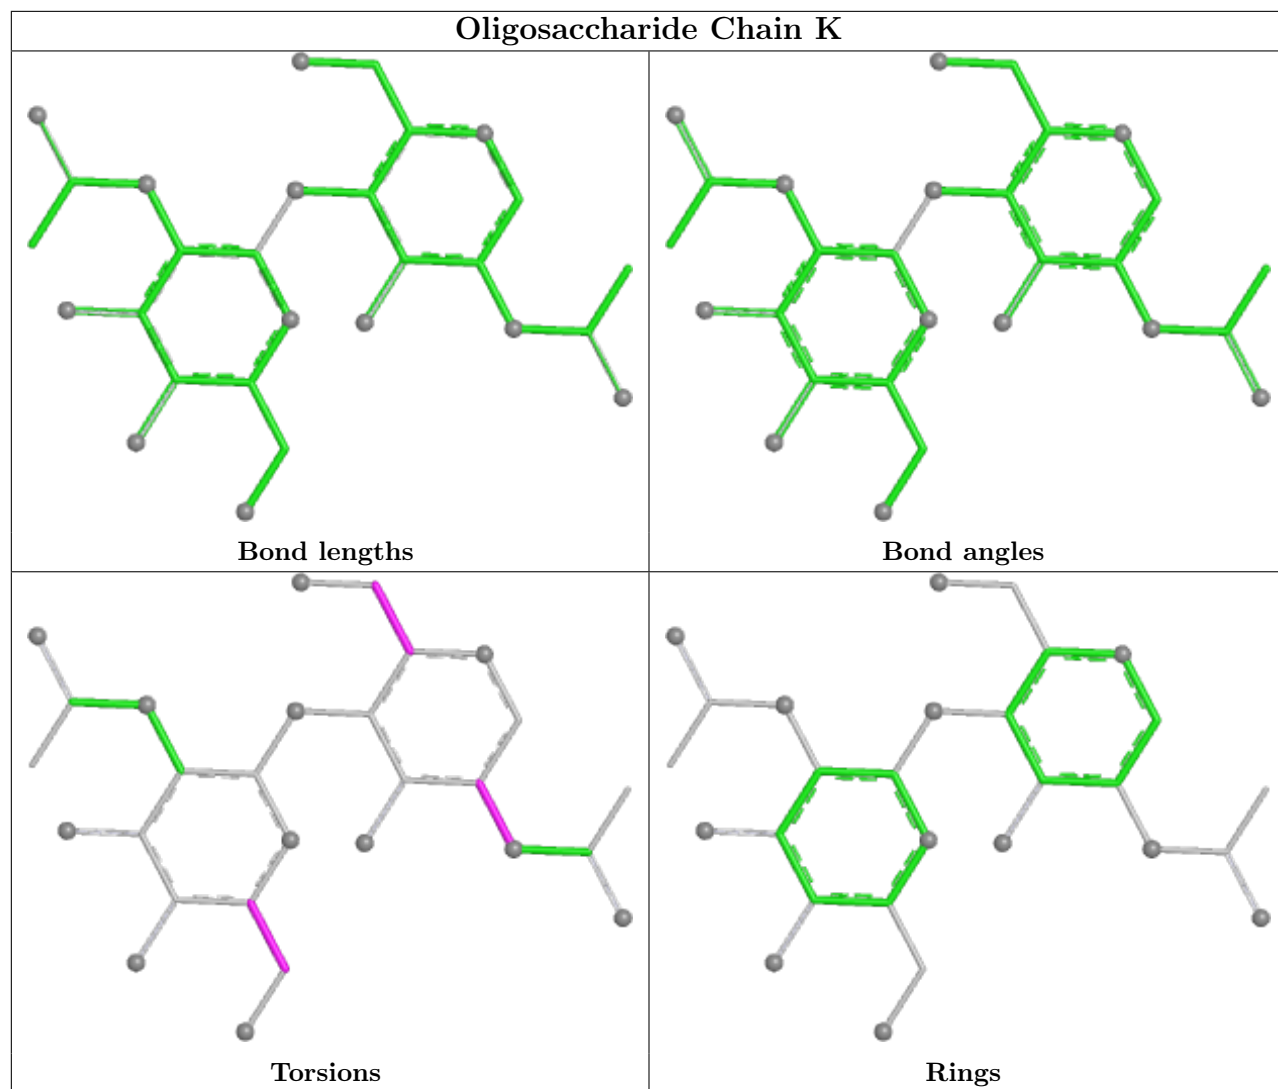 Oligosaccharide Chain K
Bond lengths
Bond angles
Torsions
Rings